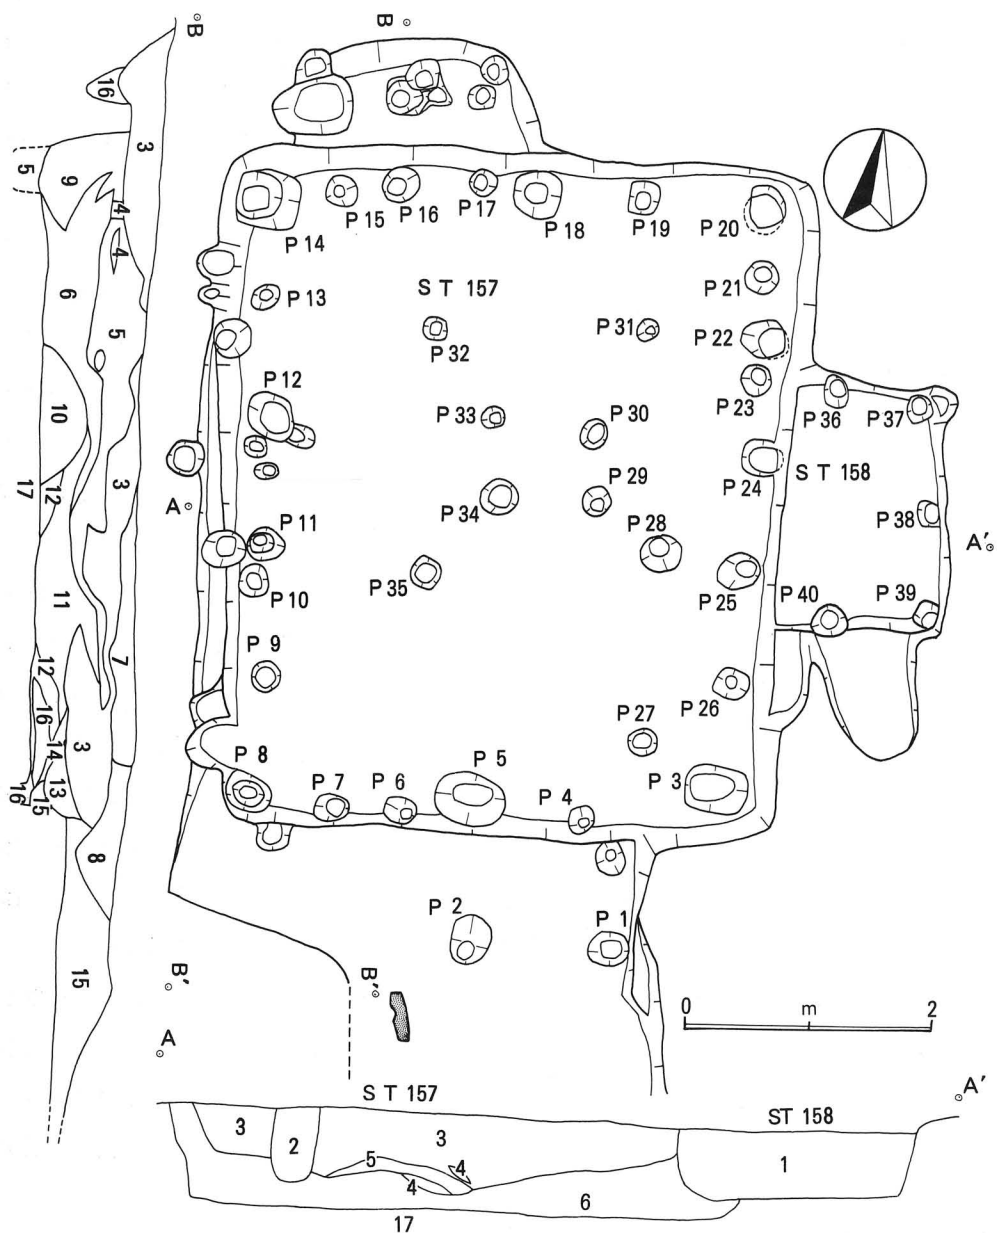 B
B
16
3
5
9
4
4
6
5
10
3
17
12
11
12
7
16
3
14
13
16
15
8
15
B'
A
P 14
P 15
P 16
P 17
P 18
P 19
P 20
P 13
S T 157
P 21
P 32
P 31
P 22
P 12
P 33
P 30
P 23
P 36
P 37
S T 158
A
P 34
P 29
P 24
P 38
A'
P 11
P 28
P 10
P 35
P 25
P 40
P 39
P 9
P 26
P 27
P 8
P 7
P 6
P 5
P 4
P 3
P 2
P 1
B'
0 m 2
A'
S T 157
ST 158
3
2
3
5
4
4
1
6
17